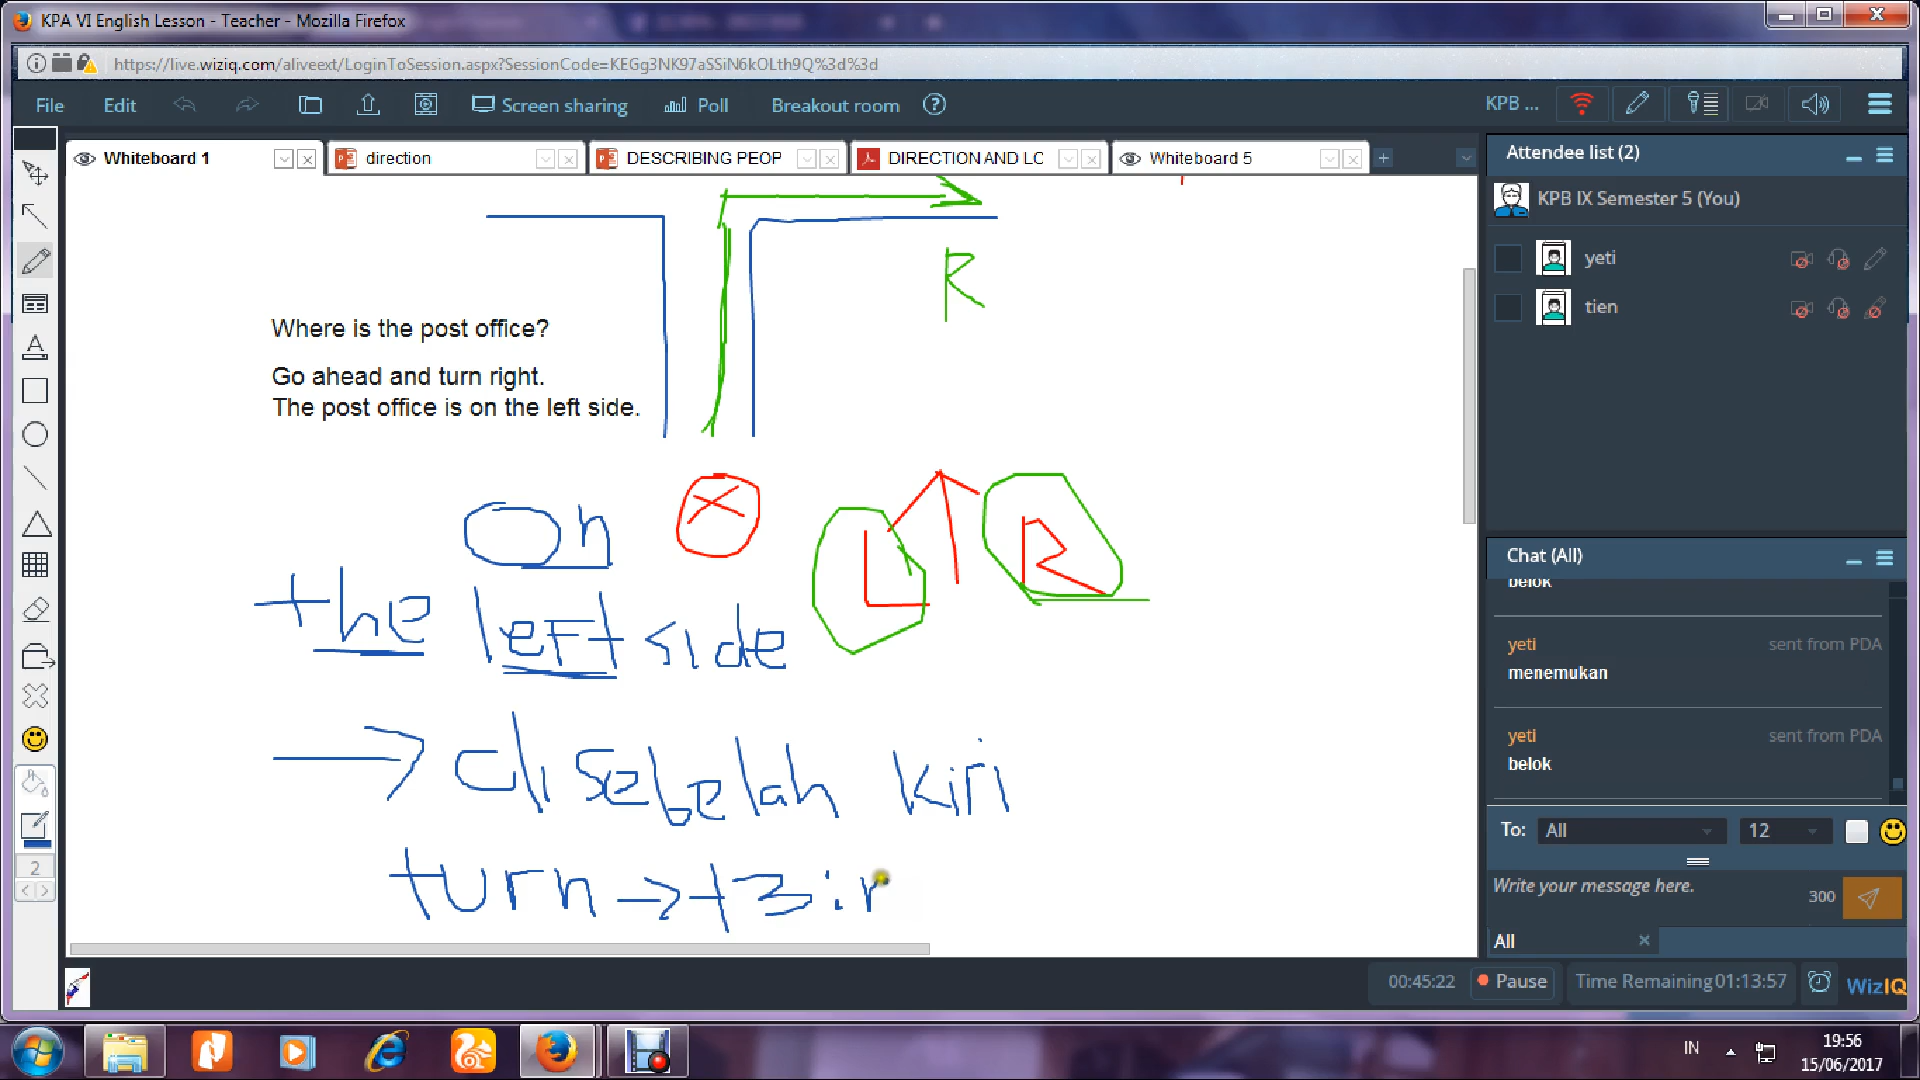 KPA VI English Lesson - Teacher - Mozilla Firefox
https://live.wiziq.com/aliveext/LoginToSession.aspx?SessionCode=KEGg3NK97aSSiN6kOLth9Q%3d%3d
File Edit Screen sharing Poll Breakout room KPB ...
Whiteboard 1 direction DESCRIBING PEOP DIRECTION AND LC Whiteboard 5
R
Where is the post office?
Go ahead and turn right.
The post office is on the left side.
On
L R
the left side
→ di sebelah kiri
turn → t3:r
2
Attendee list (2)
KPB IX Semester 5 (You)
yeti
tien
Chat (All)
belok
yeti sent from PDA
menemukan
yeti sent from PDA
belok
To: All 12
Write your message here.
300
All
00:45:22 Pause Time Remaining 01:13:57 WizIQ
IN 19:56
15/06/2017